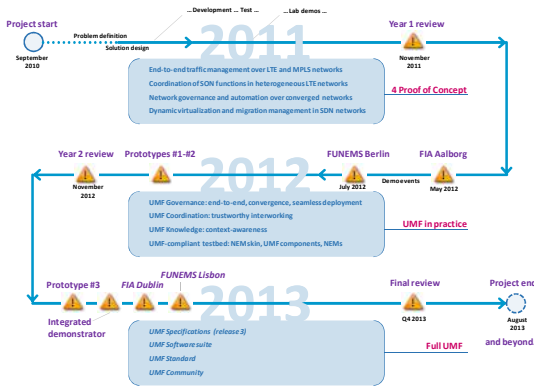 ... Development ... Test ...
... Lab demos ...
Project start
Problem definition
Solution design
September
2010
2011
Year 1 review
November
2011
End-to-end traffic management over LTE and MPLS networks
Coordination of SON functions in heterogeneous LTE networks
Network governance and automation over converged networks
Dynamic virtualization and migration management in SDN networks
4 Proof of Concept
Year 2 review
Prototypes #1-#2
2012
FUNEMS Berlin
FIA Aalborg
November
2012
July 2012
Demo events
May 2012
UMF Governance: end-to-end, convergence, seamless deployment
UMF Coordination: trustworthy interworking
UMF Knowledge: context-awareness
UMF-compliant testbed: NEM skin, UMF components, NEMs
UMF in practice
Prototype #3
FIA Dublin
FUNEMS Lisbon
2013
Final review
Project end
Integrated
demonstrator
Q4 2013
August
2013
and beyond.
UMF Specifications (release 3)
UMF Software suite
UMF Standard
UMF Community
Full UMF